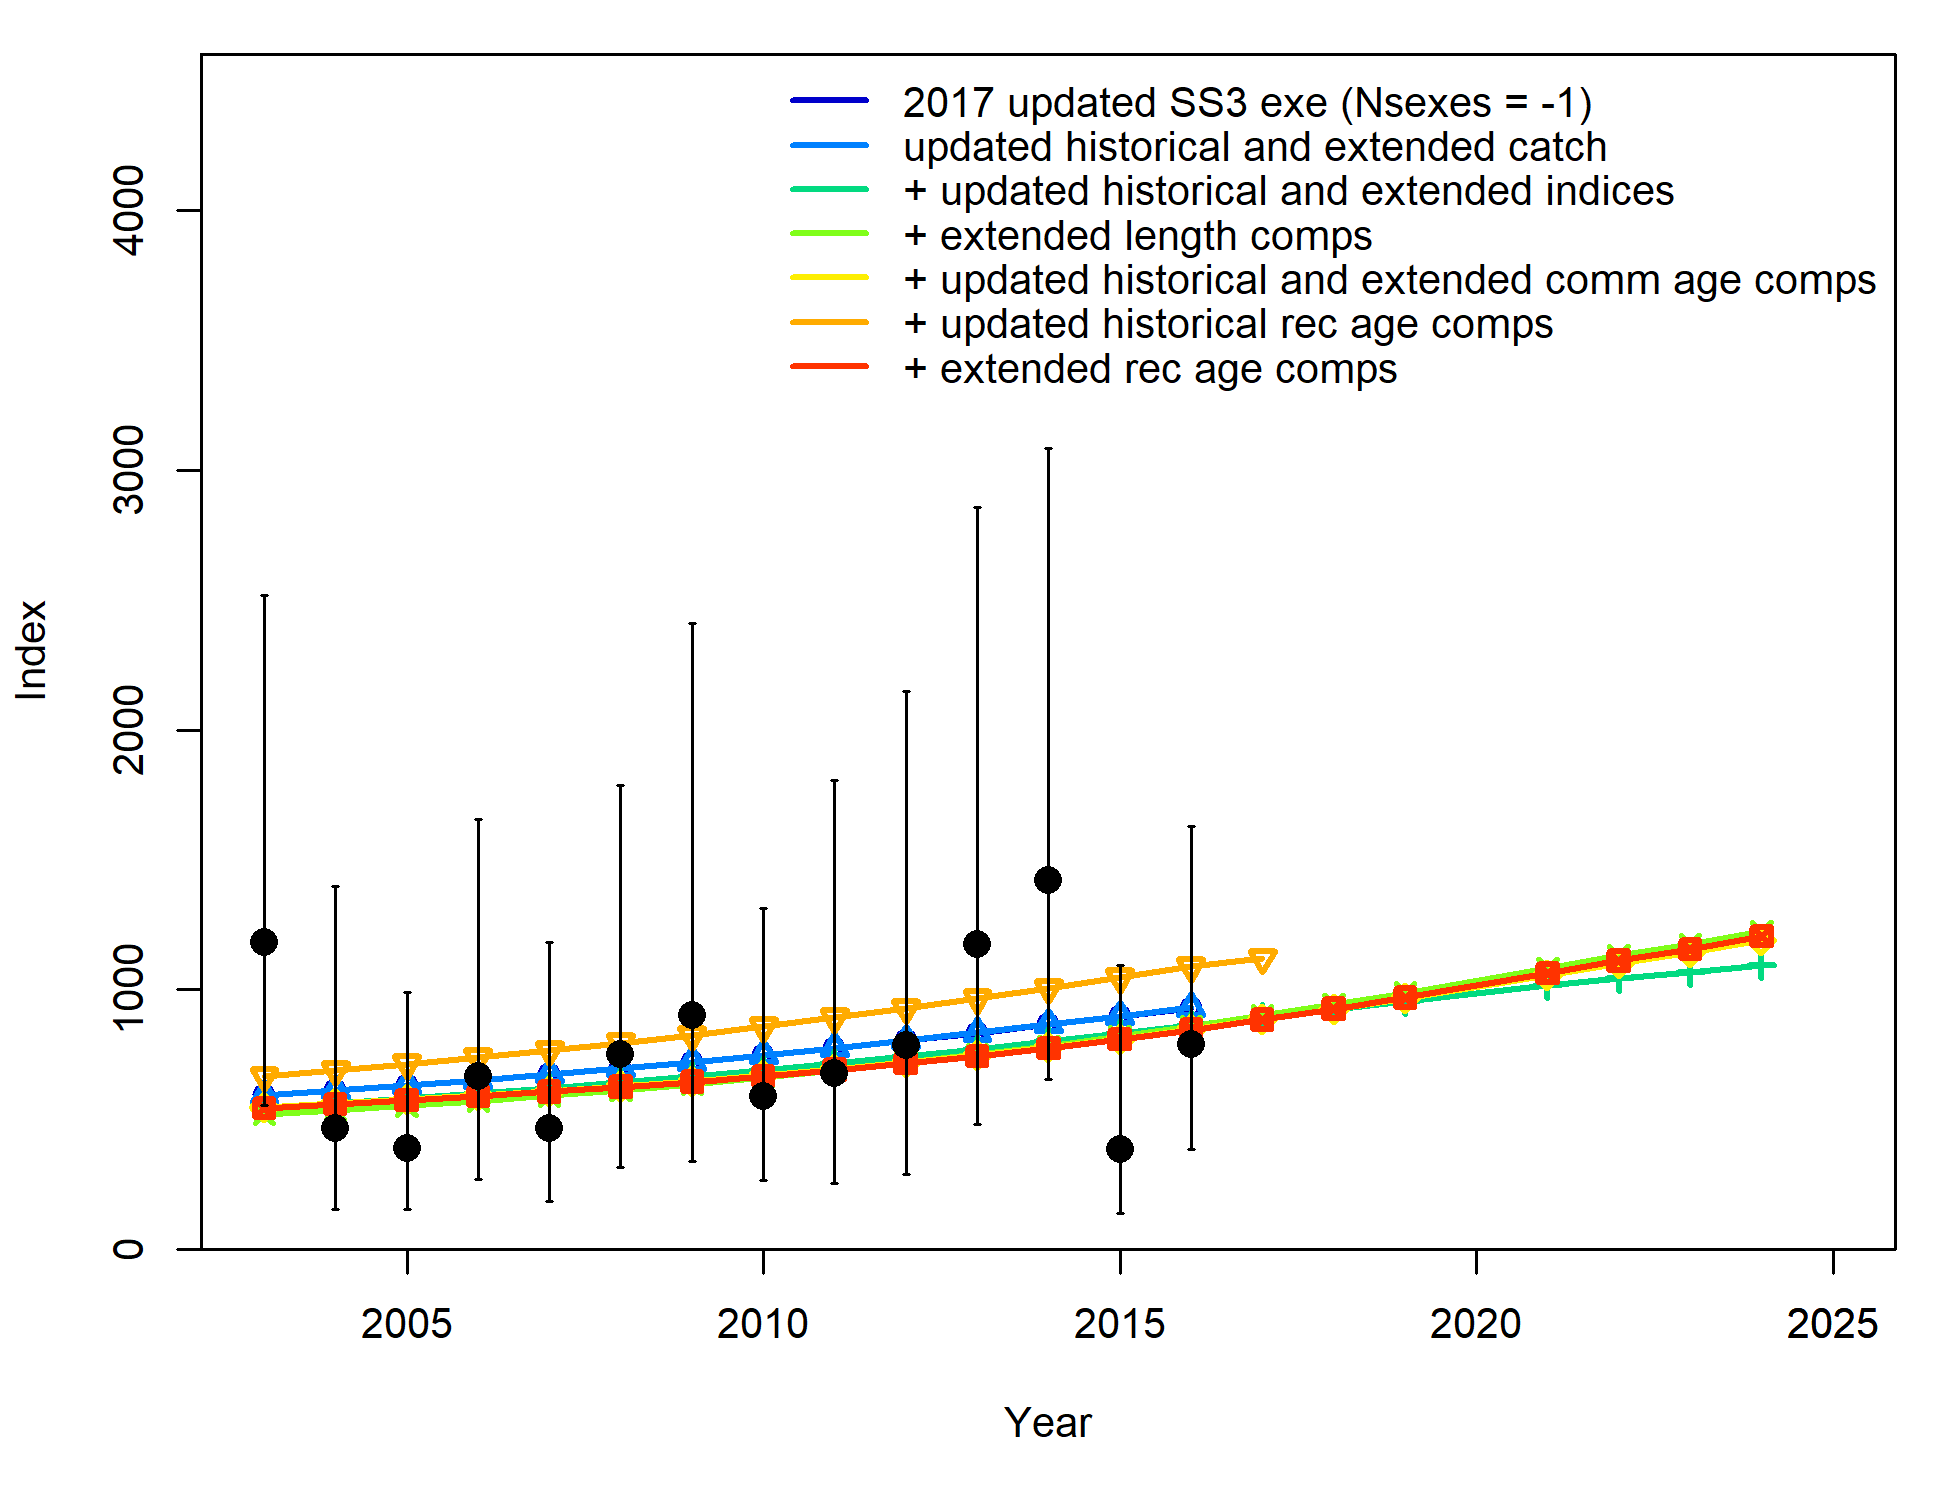 2017 updated SS3 exe (Nsexes = -1)
updated historical and extended catch
+ updated historical and extended indices
+ extended length comps
+ updated historical and extended comm age comps
+ updated historical rec age comps
+ extended rec age comps
4000
3000
2000
1000
0
Index
2005 2010 2015 2020 2025
Year